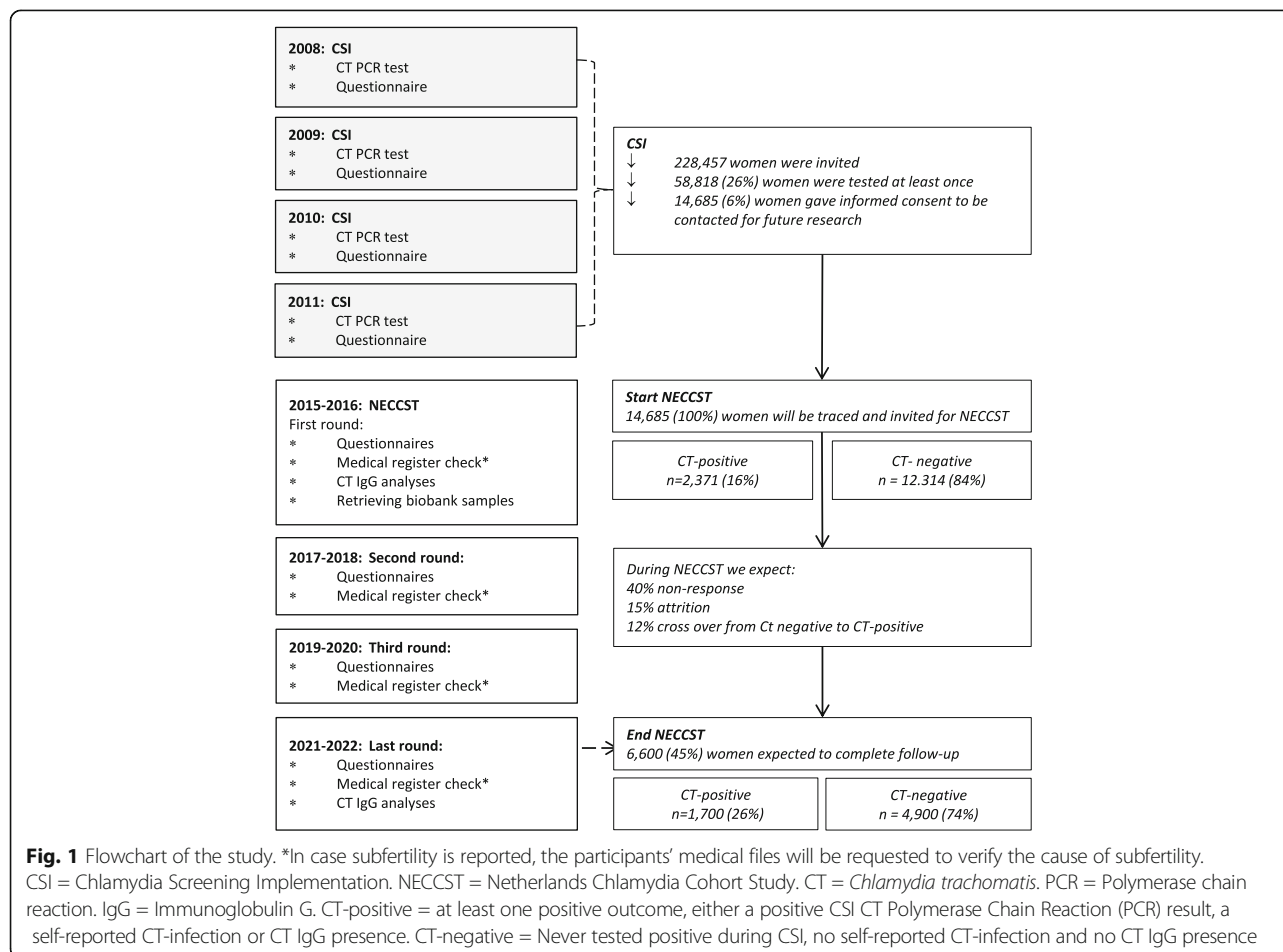 2008: CSI
* CT PCR test
* Questionnaire
2009: CSI
* CT PCR test
* Questionnaire
2010: CSI
* CT PCR test
* Questionnaire
2011: CSI
* CT PCR test
* Questionnaire
CSI
↓ 228,457 women were invited
↓ 58,818 (26%) women were tested at least once
↓ 14,685 (6%) women gave informed consent to be
contacted for future research
2015-2016: NECCST
First round:
* Questionnaires
* Medical register check*
* CT IgG analyses
* Retrieving biobank samples
Start NECCST
14,685 (100%) women will be traced and invited for NECCST
CT-positive
n=2,371 (16%)
CT- negative
n = 12.314 (84%)
2017-2018: Second round:
* Questionnaires
* Medical register check*
During NECCST we expect:
40% non-response
15% attrition
12% cross over from Ct negative to CT-positive
2019-2020: Third round:
* Questionnaires
* Medical register check*
2021-2022: Last round:
* Questionnaires
* Medical register check*
* CT IgG analyses
End NECCST
6,600 (45%) women expected to complete follow-up
CT-positive
n=1,700 (26%)
CT-negative
n = 4,900 (74%)
Fig. 1 Flowchart of the study. *In case subfertility is reported, the participants' medical files will be requested to verify the cause of subfertility.
CSI = Chlamydia Screening Implementation. NECCST = Netherlands Chlamydia Cohort Study. CT = Chlamydia trachomatis. PCR = Polymerase chain
reaction. IgG = Immunoglobulin G. CT-positive = at least one positive outcome, either a positive CSI CT Polymerase Chain Reaction (PCR) result, a
self-reported CT-infection or CT IgG presence. CT-negative = Never tested positive during CSI, no self-reported CT-infection and no CT IgG presence